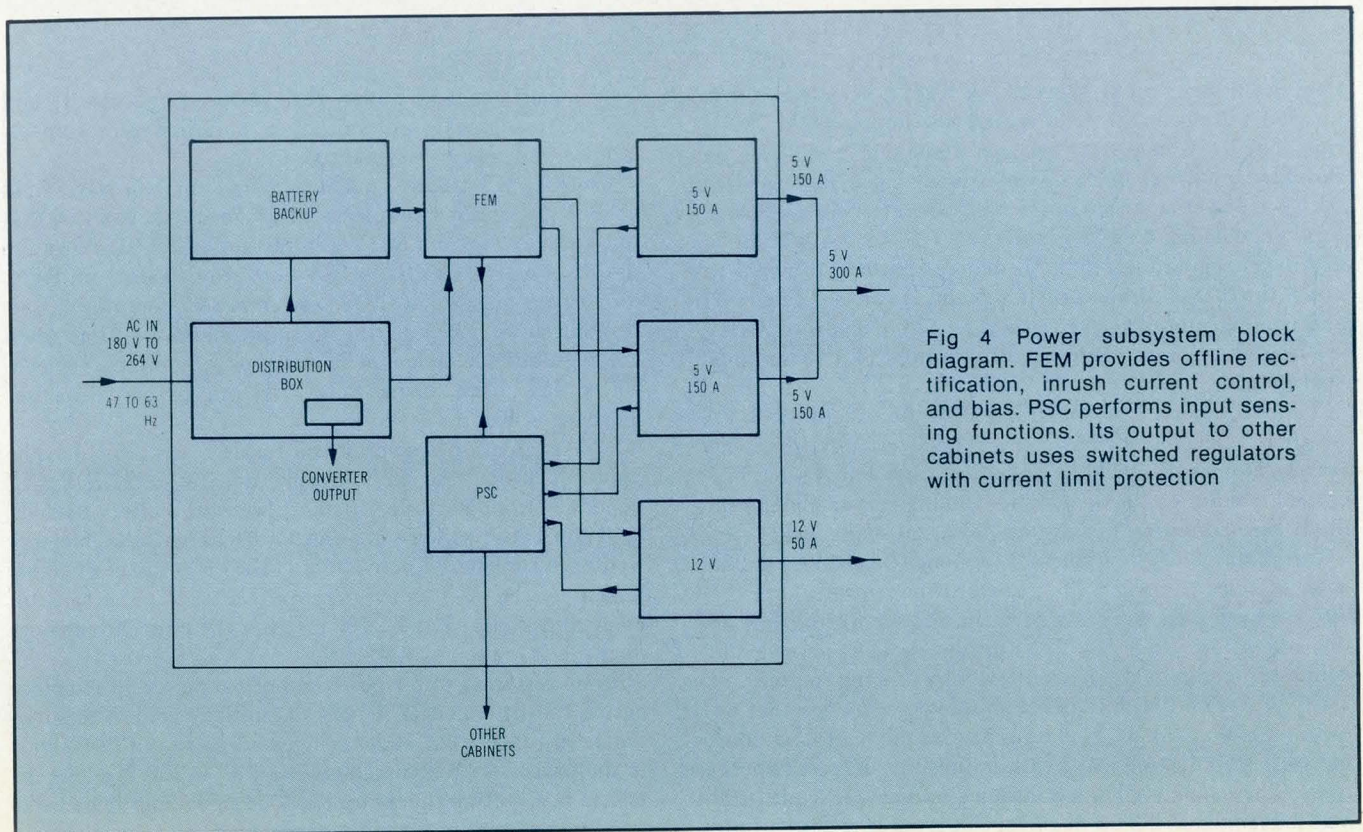 BATTERY
BACKUP
FEM
5 V
150 A
5 V
150 A
5 V
300 A
AC IN
180 V TO
264 V
47 TO 63
Hz
DISTRIBUTION
BOX
CONVERTER
OUTPUT
PSC
5 V
150 A
5 V
150 A
12 V
12 V
50 A
OTHER
CABINETS
Fig 4 Power subsystem block
diagram. FEM provides offline rec-
tification, inrush current control,
and bias. PSC performs input sens-
ing functions. Its output to other
cabinets uses switched regulators
with current limit protection